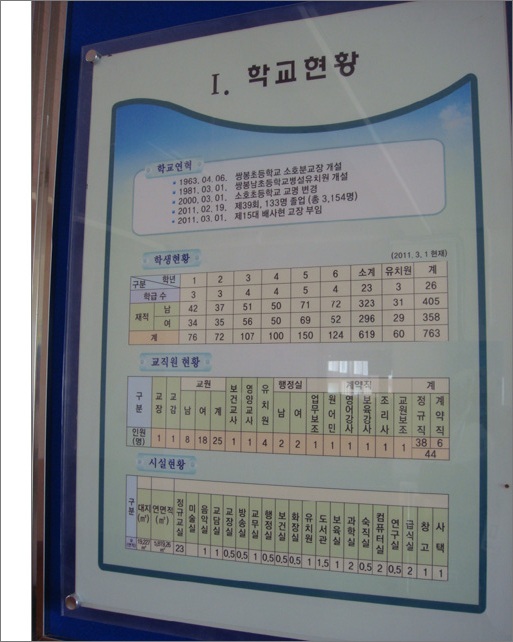 I. 학교현황
학교연혁
• 1963. 04. 06. 쌍봉초등학교 소호분교장 개설
• 1981. 03. 01. 쌍봉남초등학교병설유치원 개설
• 2000. 03. 01. 소호초등학교 교명 변경
• 2011. 02. 19. 제39회, 133명 졸업 (총 3,154명)
• 2011. 03. 01. 제15대 배사현 교장 부임
학생현황
(2011. 3. 1 현재)
구분 학년 1 2 3 4 5 6 소계 유치원 계
학급 수 3 3 4 4 5 4 23 3 26
재적 남 42 37 51 50 71 72 323 31 405
여 34 35 56 50 69 52 296 29 358
계 76 72 107 100 150 124 619 60 763
교직원 현황
구분 교장 교감 교원 보건교사 영양교사 유치원 행정실 계약직 계
남 여 계 남 여 업무보조 원어민 영어강사 보육강사 조리사 교원보조 정규직 계약직
인원(명) 1 1 8 18 25 1 1 4 2 2 1 1 1 1 1 1 38 6
44
시설현황
구분 대지(㎡) 연면적(㎡) 정규교실 미술실 음악실 교담실 교장실 방송실 교무실 행정실 보건실 화장실 유치원 도서관 보육실 과학실 숙직실 컴퓨터실 연구실 급식실 창고 사택
23 1 1 0,5 0,5 1 0,5 0,5 0,5 1 1,5 1 2 0,5 2 0,5 2 1 1